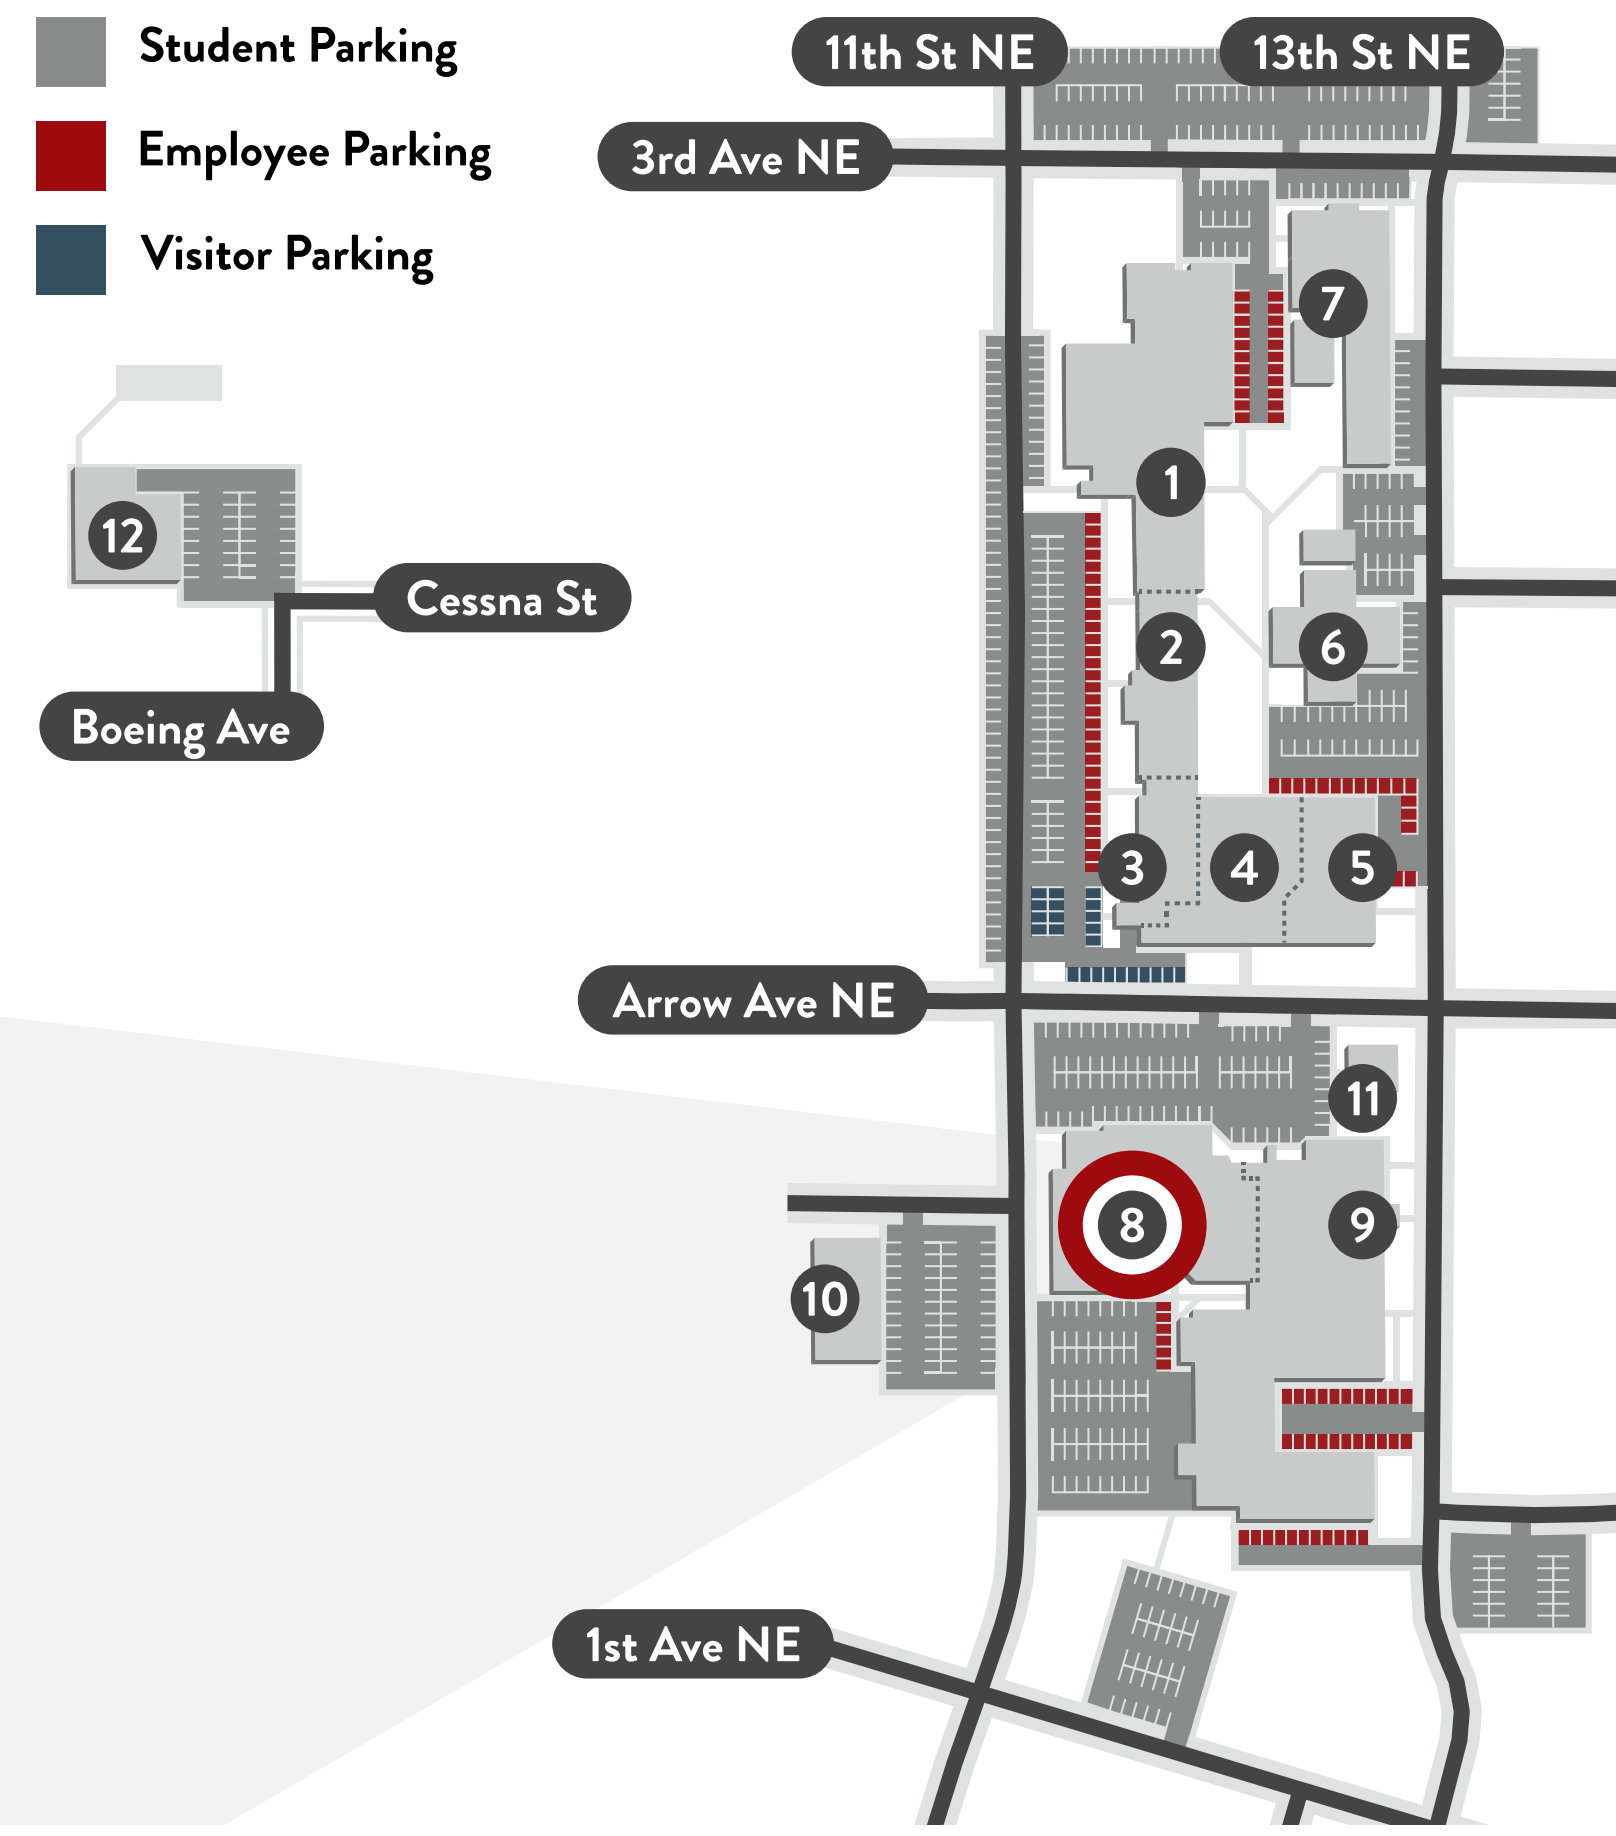 Student Parking
Employee Parking
Visitor Parking
11th St NE
13th St NE
3rd Ave NE
7
1
12
Cessna St
2
6
Boeing Ave
3
4
5
Arrow Ave NE
11
8
9
10
1st Ave NE